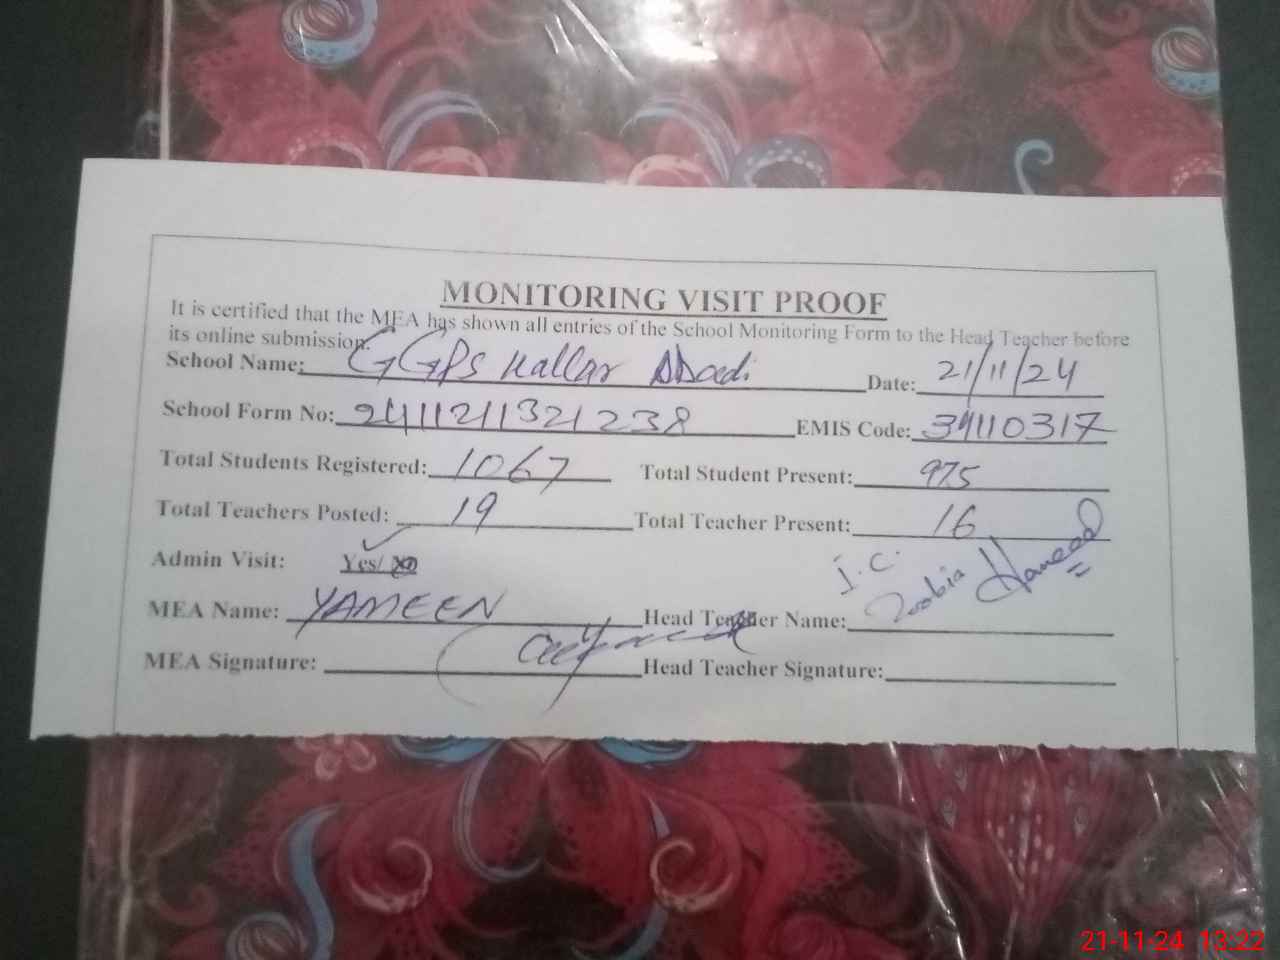 MONITORING VISIT PROOF
It is certified that the MEA has shown all entries of the School Monitoring Form to the Head Teacher before
its online submission.
School Name: GGPS Kallar Abadi Date: 21/11/24
School Form No: 2411211321238 EMIS Code: 34110317
Total Students Registered: 1067 Total Student Present: 975
Total Teachers Posted: 19 Total Teacher Present: 16
Admin Visit: Yes/ No
I.C.
MEA Name: YAMEEN Head Teacher Name: Zoobia Hameed
MEA Signature: Head Teacher Signature:
21-11-24 13:22